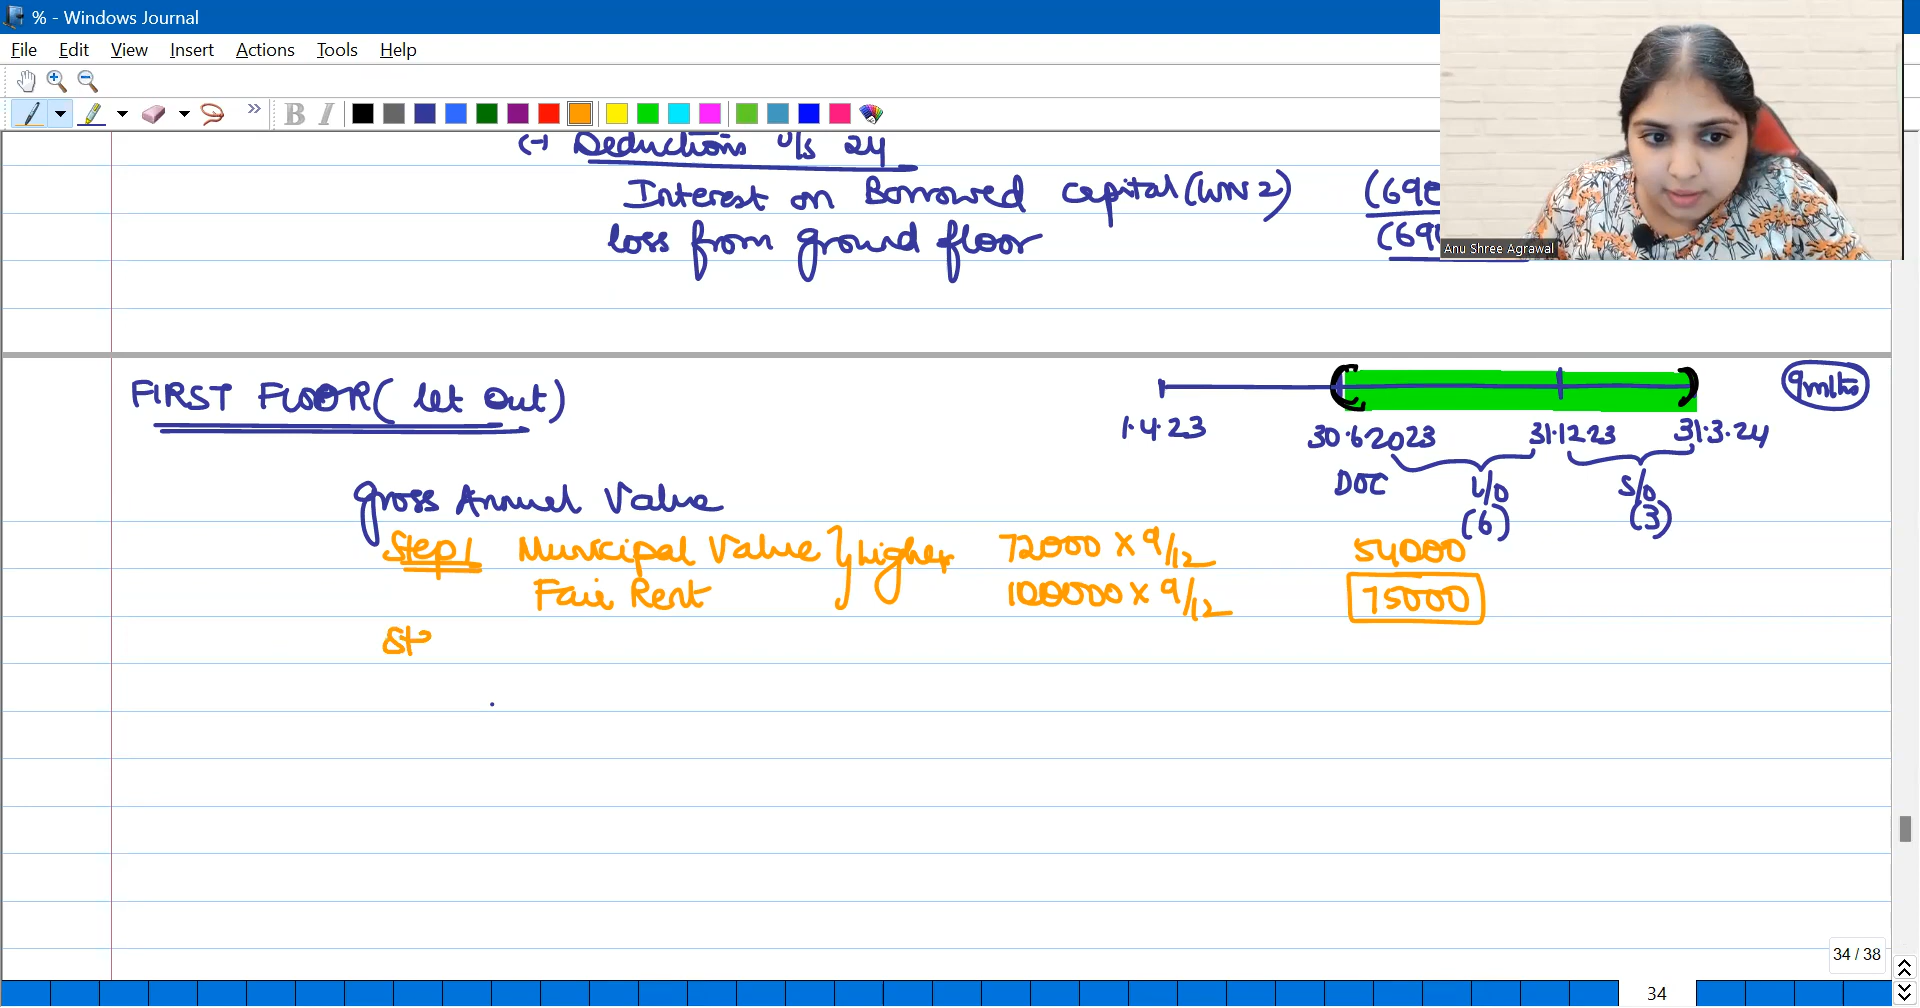 % - Windows Journal
File Edit View Insert Actions Tools Help
B I
(-) Deductions u/s 24
Interest on Borrowed capital (WN 2)
loss from ground floor
Anu Shree Agrawal
FIRST FLOOR ( let out)
9mths
1.4.23 30.6 2023 31.12 23 31.3.24
DOC L/O S/O
(6) (3)
Gross Annual Value
Step 1 Municipal Value } higher 72000 x 9/12 54000
Fair Rent 100000 x 9/12 75000
St
34 / 38
34